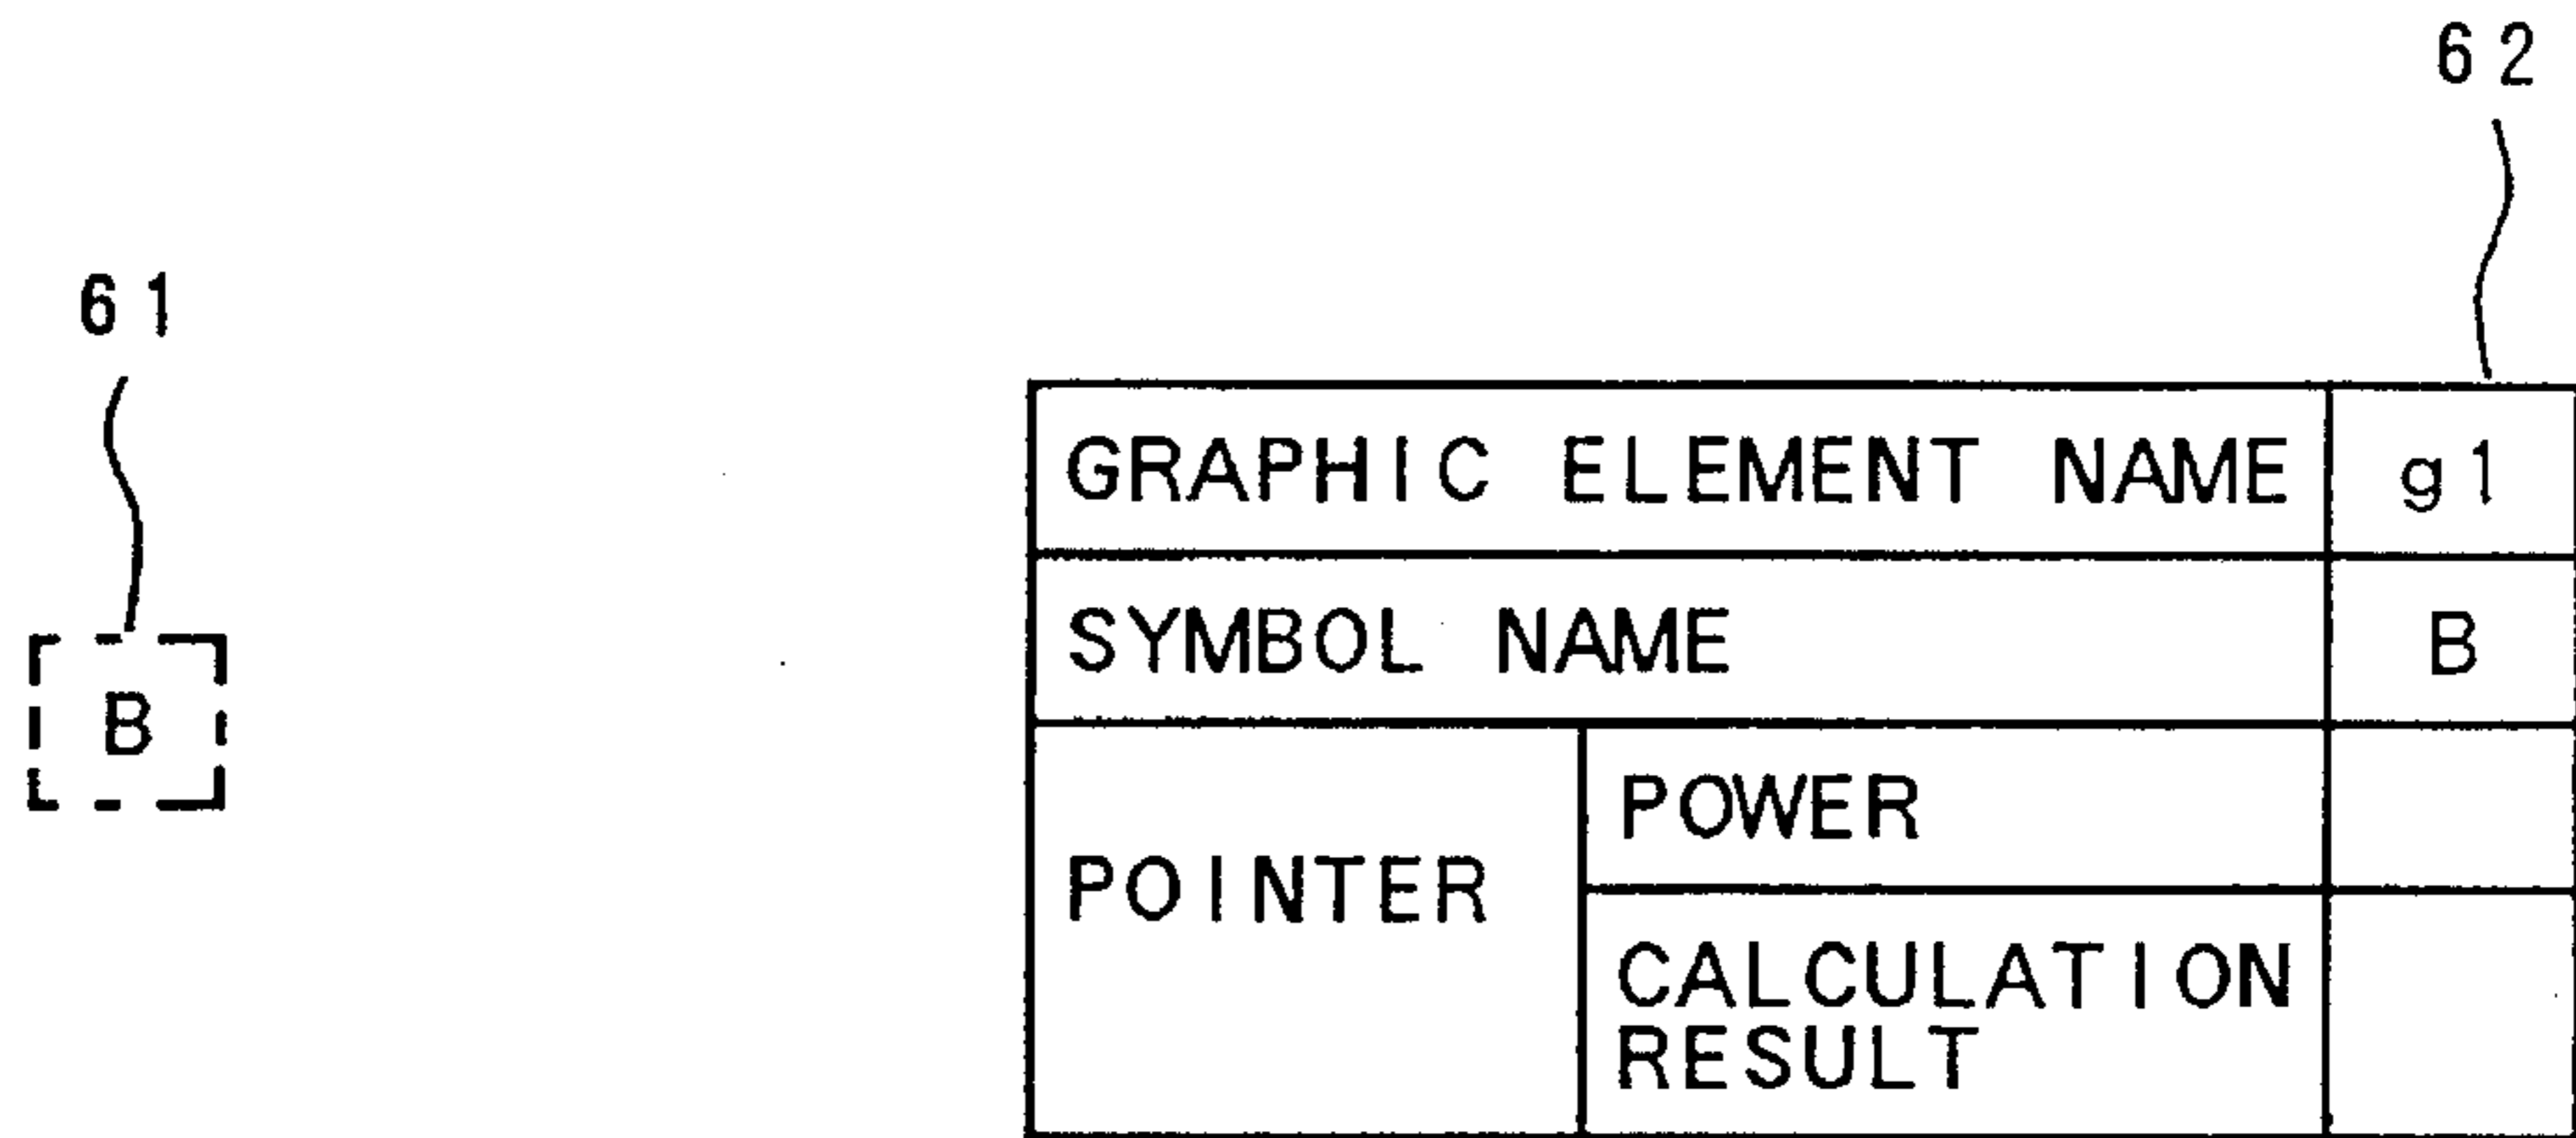 62
61
GRAPHIC ELEMENT NAME g1
SYMBOL NAME B
B
POWER
POINTER
CALCULATION
RESULT